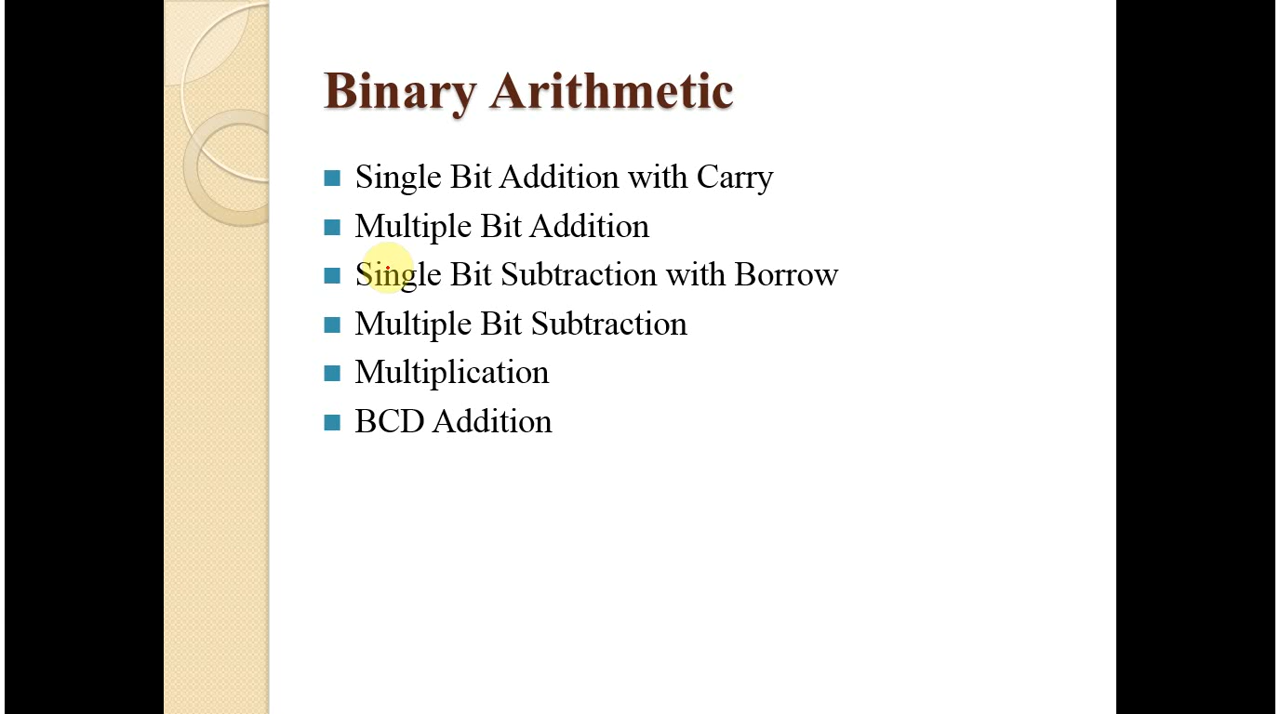 Binary Arithmetic
Single Bit Addition with Carry
Multiple Bit Addition
Single Bit Subtraction with Borrow
Multiple Bit Subtraction
Multiplication
BCD Addition